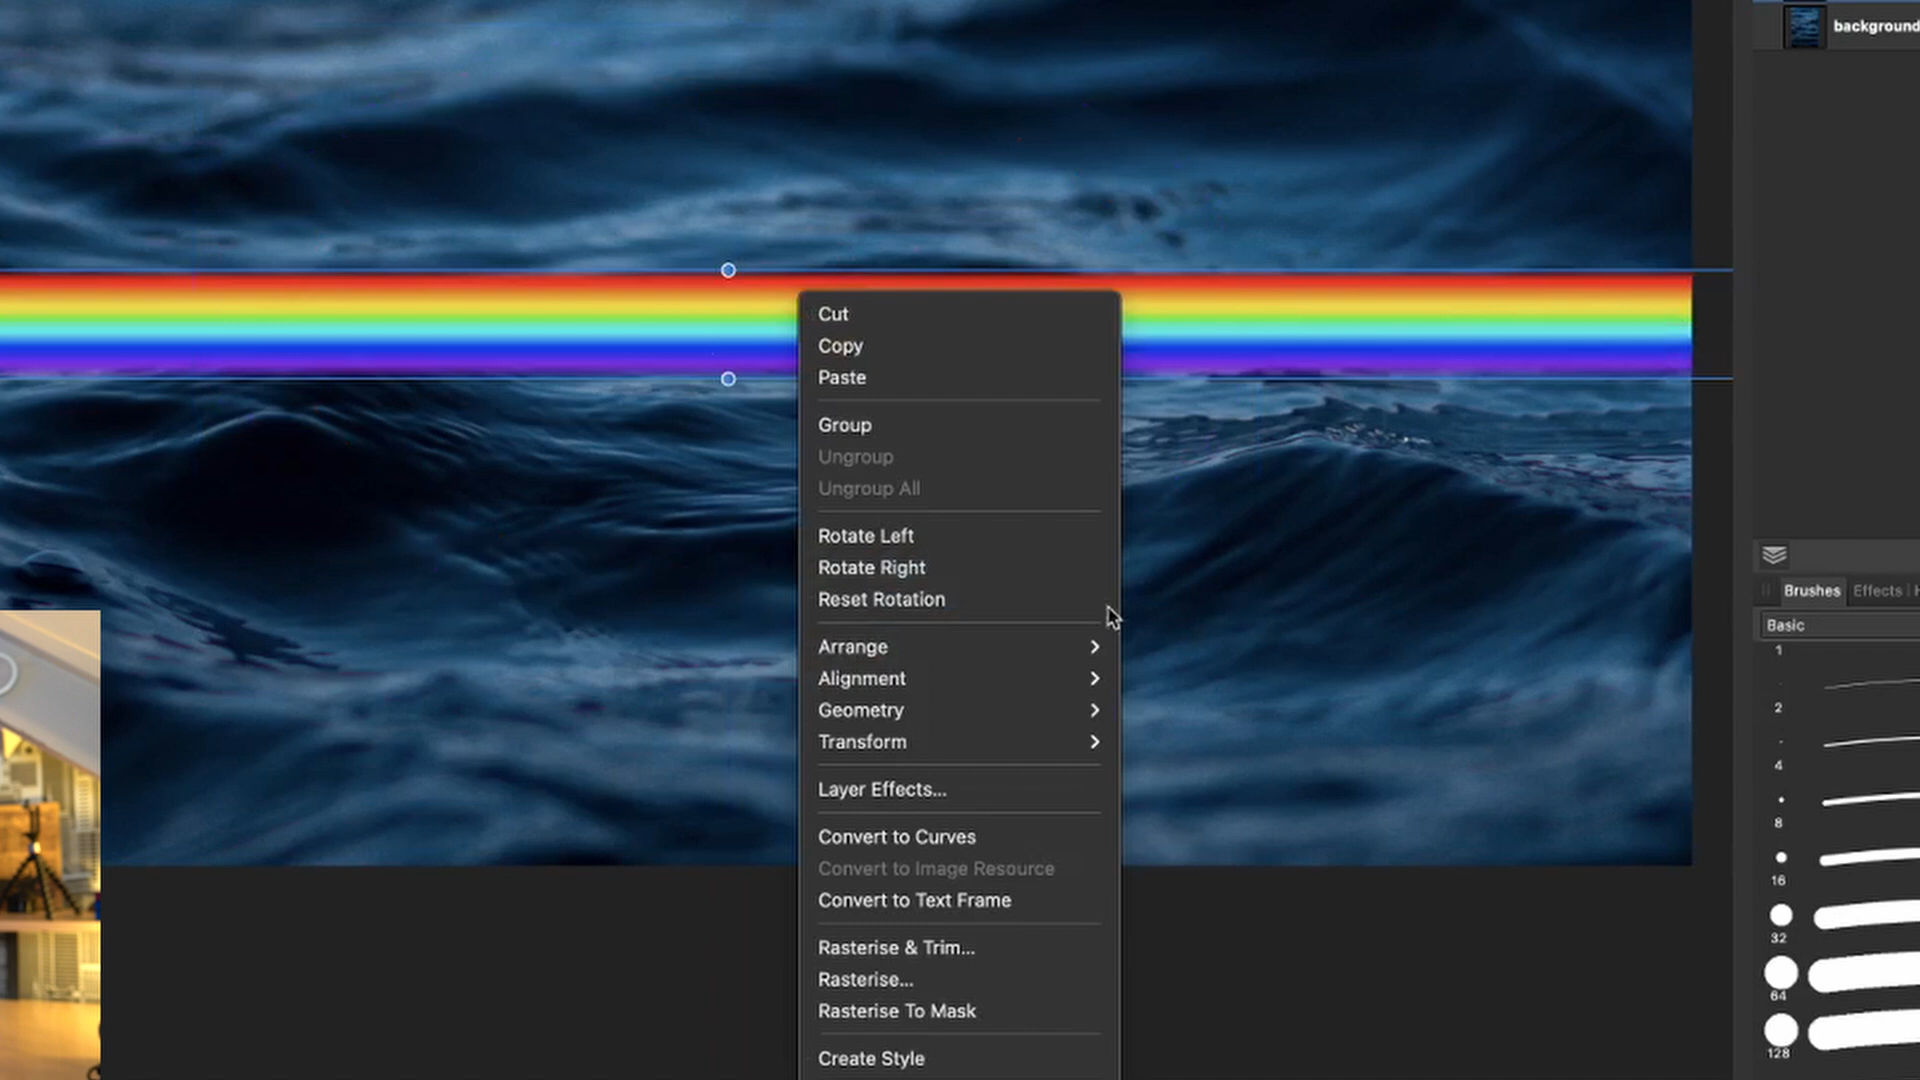 background
Cut
Copy
Paste
Group
Ungroup
Ungroup All
Rotate Left
Rotate Right
Reset Rotation
Arrange
Alignment
Geometry
Transform
Layer Effects...
Convert to Curves
Convert to Image Resource
Convert to Text Frame
Rasterise & Trim...
Rasterise...
Rasterise To Mask
Create Style
Brushes Effects
Basic
1
2
4
8
16
32
64
128